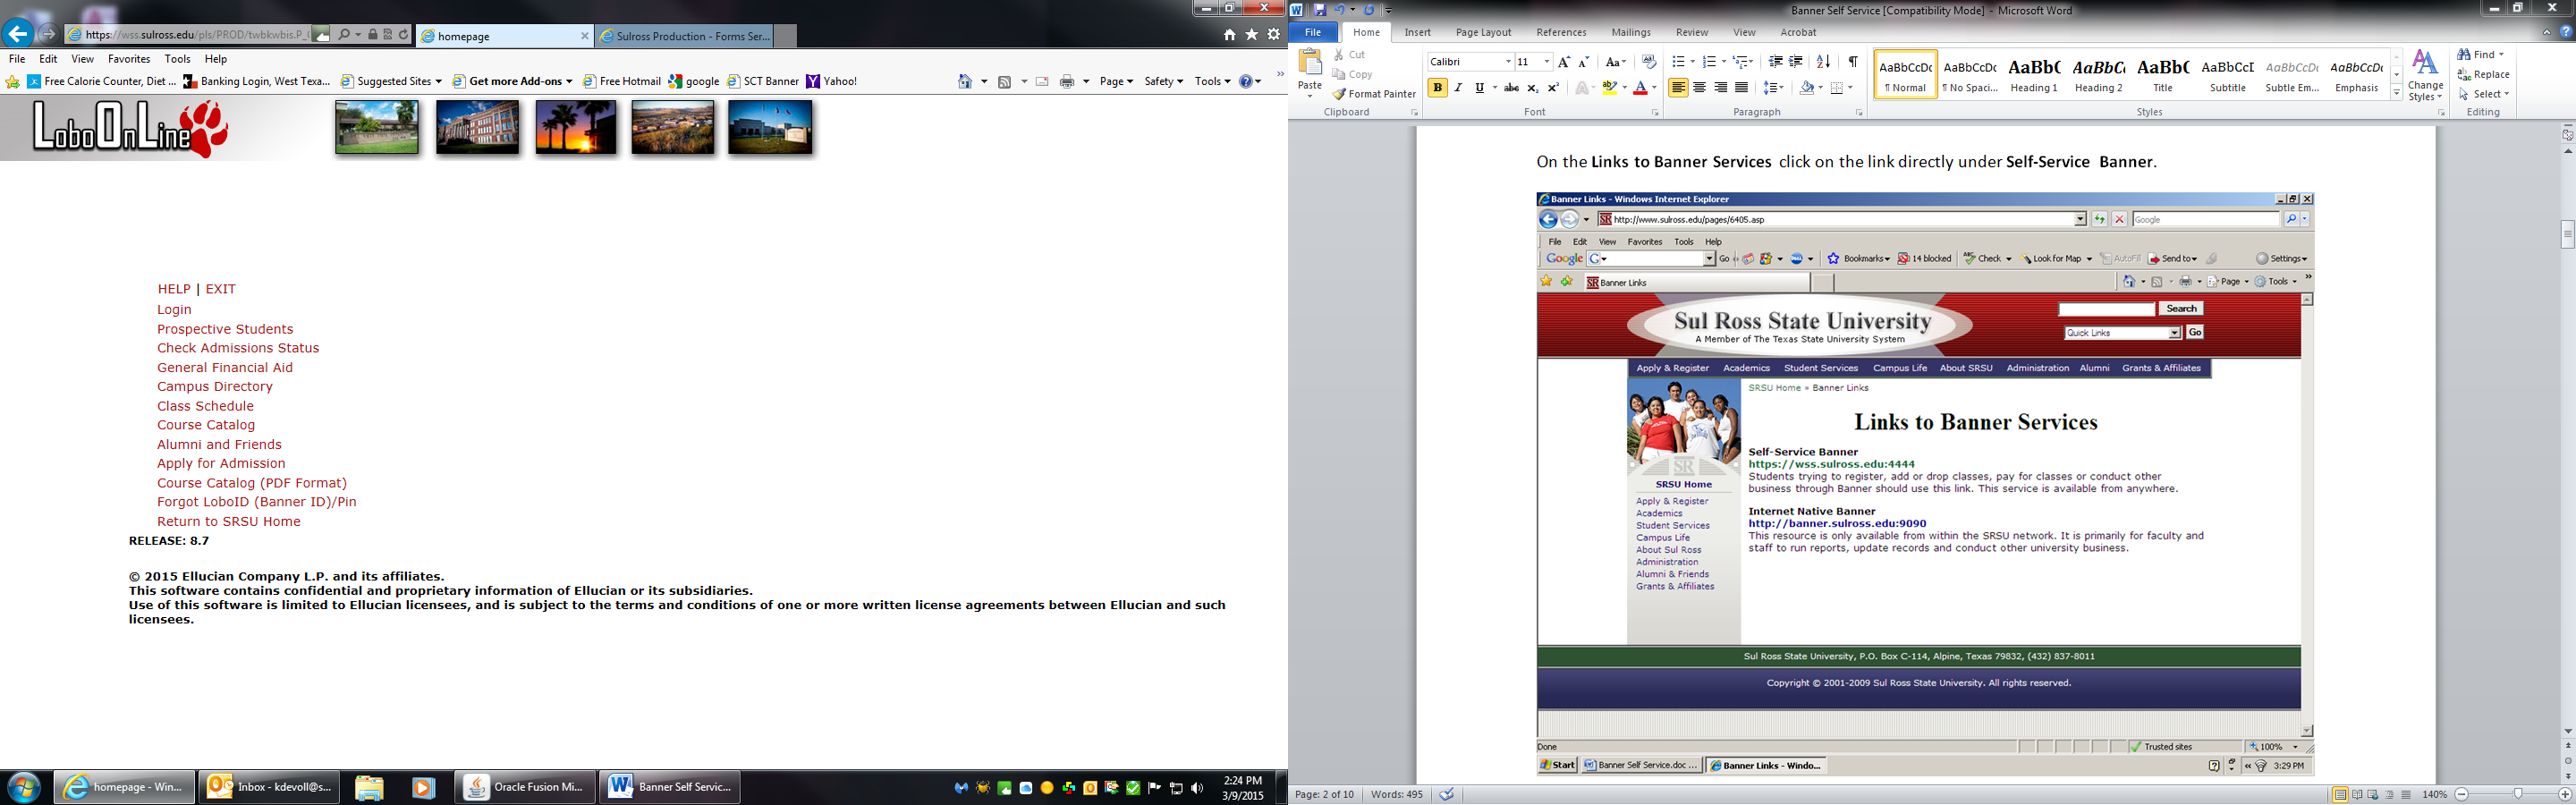 https://wss.sulross.edu/pls/PROD/twbkwbis.P_
homepage
Sulross Production - Forms Ser...
File Edit View Favorites Tools Help
Free Calorie Counter, Diet ... Banking Login, West Texa... Suggested Sites Get more Add-ons Free Hotmail google SCT Banner Yahoo! Page Safety Tools
LoboOnLine
HELP | EXIT
Login
Prospective Students
Check Admissions Status
General Financial Aid
Campus Directory
Class Schedule
Course Catalog
Alumni and Friends
Apply for Admission
Course Catalog (PDF Format)
Forgot LoboID (Banner ID)/Pin
Return to SRSU Home
RELEASE: 8.7
© 2015 Ellucian Company L.P. and its affiliates.
This software contains confidential and proprietary information of Ellucian or its subsidiaries.
Use of this software is limited to Ellucian licensees, and is subject to the terms and conditions of one or more written license agreements between Ellucian and such
licensees.
homepage - Win... Inbox - kdevoll@s... Oracle Fusion Mi... Banner Self Servic...
2:24 PM
3/9/2015
Banner Self Service [Compatibility Mode] - Microsoft Word
File Home Insert Page Layout References Mailings Review View Acrobat
Paste
Cut
Copy
Format Painter
Clipboard
Calibri 11
Font
Paragraph
AaBbCcDc AaBbCcDc AaBbC AaBbCc AaBbC AaBbCcI AaBbCcDc AaBbCcDc
¶ Normal ¶ No Spaci... Heading 1 Heading 2 Title Subtitle Subtle Em... Emphasis
Styles
Change
Styles
Find
Replace
Select
Editing
On the Links to Banner Services click on the link directly under Self-Service Banner.
Banner Links - Windows Internet Explorer
http://www.sulross.edu/pages/6405.asp
Google
File Edit View Favorites Tools Help
Google Go Bookmarks 14 blocked Check Look for Map AutoFill Send to Settings
Banner Links
Page Tools
Sul Ross State University
A Member of The Texas State University System
Search
Quick Links Go
Apply & Register Academics Student Services Campus Life About SRSU Administration Alumni Grants & Affiliates
SRSU Home » Banner Links
Links to Banner Services
Self-Service Banner
https://wss.sulross.edu:4444
Students trying to register, add or drop classes, pay for classes or conduct other
business through Banner should use this link. This service is available from anywhere.
Internet Native Banner
http://banner.sulross.edu:9090
This resource is only available from within the SRSU network. It is primarily for faculty and
staff to run reports, update records and conduct other university business.
SR
SRSU Home
Apply & Register
Academics
Student Services
Campus Life
About Sul Ross
Administration
Alumni & Friends
Grants & Affiliates
Sul Ross State University, P.O. Box C-114, Alpine, Texas 79832, (432) 837-8011
Copyright © 2001-2009 Sul Ross State University. All rights reserved.
Done Trusted sites 100%
Start Banner Self Service.doc ... Banner Links - Windo... 3:29 PM
Page: 2 of 10 Words: 495 140%